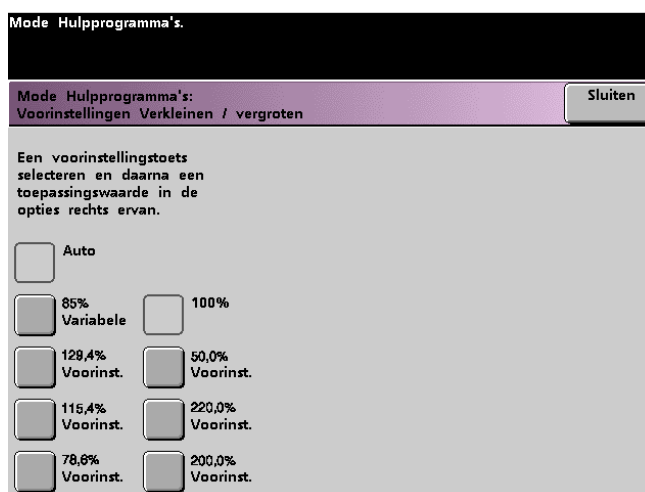 Mode Hulpprogramma's.
Mode Hulpprogramma's:
Voorinstellingen Verkleinen / vergroten
Sluiten
Een voorinstellingstoets
selecteren en daarna een
toepassingswaarde in de
opties rechts ervan.
Auto
85%
Variabele
100%
129,4%
Voorinst.
50,0%
Voorinst.
115,4%
Voorinst.
220,0%
Voorinst.
78,6%
Voorinst.
200,0%
Voorinst.